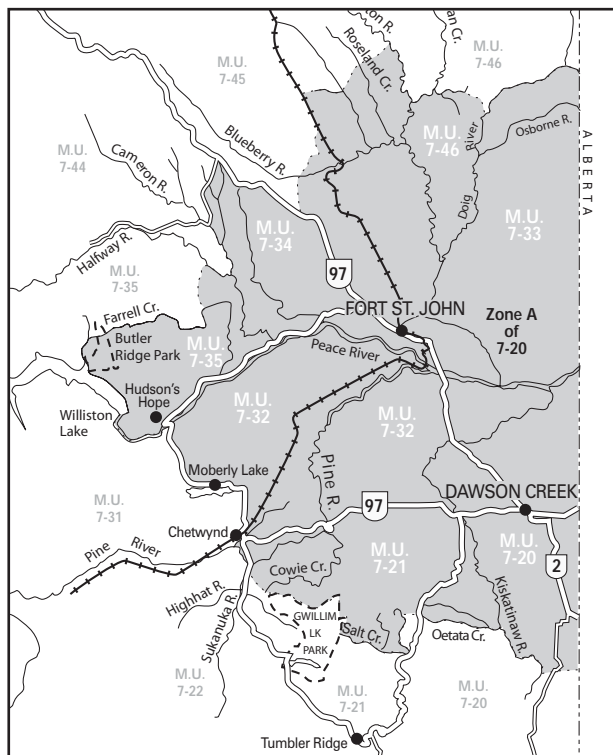 M.U.
7-45
ton R.
Roseland Cr.
an Cr.
M.U.
7-46
M.U.
7-44
Cameron R.
Blueberry R.
M.U.
7-46
Doig
River
Osborne R.
ALBERTA
Halfway R.
M.U.
7-34
M.U.
7-33
M.U.
7-35
97
Farrell Cr.
FORT ST. JOHN
Zone A
of
7-20
Butler
Ridge Park
M.U.
7-35
Peace River
Hudson's
Hope
Williston
Lake
M.U.
7-32
M.U.
7-32
Pine R.
Moberly Lake
M.U.
7-31
97
DAWSON CREEK
Chetwynd
Pine River
M.U.
7-21
M.U.
7-20
2
Cowie Cr.
Highhat R.
Sukanuka R.
Kiskatinaw R.
GWILLIM
LK
PARK
Salt Cr.
Oetata Cr.
M.U.
7-22
M.U.
7-21
M.U.
7-20
Tumbler Ridge